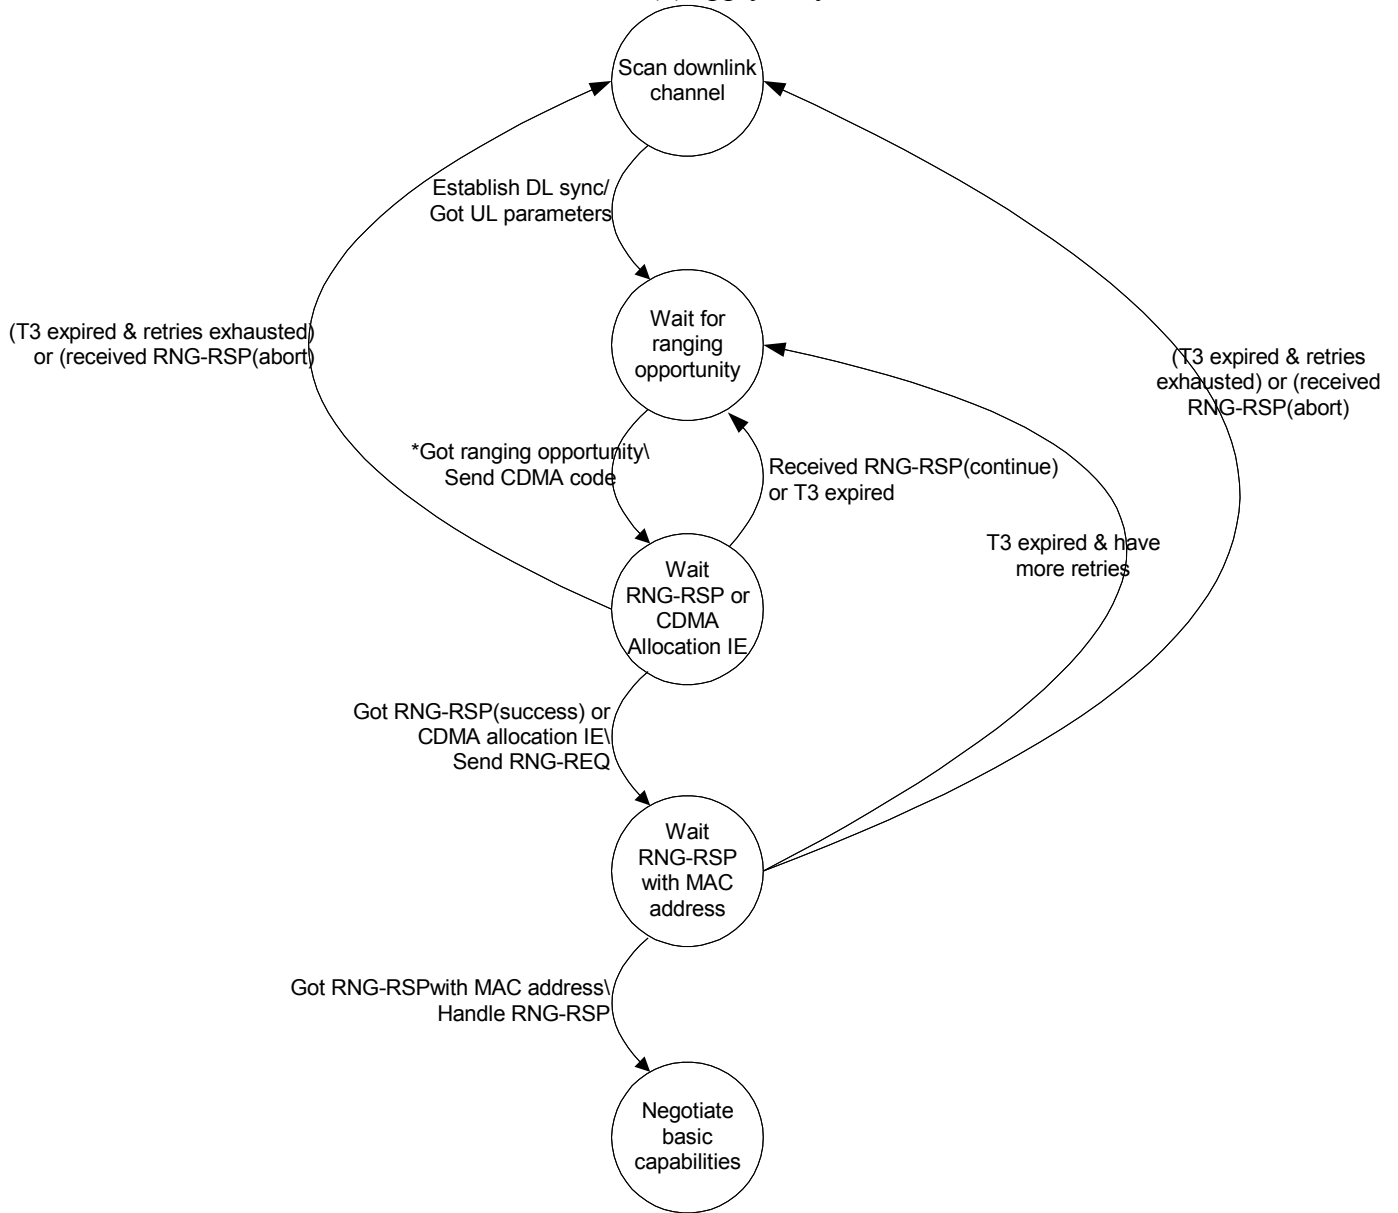 Scan downlink
channel
Establish DL sync/
Got UL parameters
Wait for
ranging
opportunity
(T3 expired & retries exhausted)
or (received RNG-RSP(abort)
(T3 expired & retries
exhausted) or (received
RNG-RSP(abort)
*Got ranging opportunity\
Send CDMA code
Received RNG-RSP(continue)
or T3 expired
T3 expired & have
more retries
Wait
RNG-RSP or
CDMA
Allocation IE
Got RNG-RSP(success) or
CDMA allocation IE\
Send RNG-REQ
Wait
RNG-RSP
with MAC
address
Got RNG-RSPwith MAC address\
Handle RNG-RSP
Negotiate
basic
capabilities